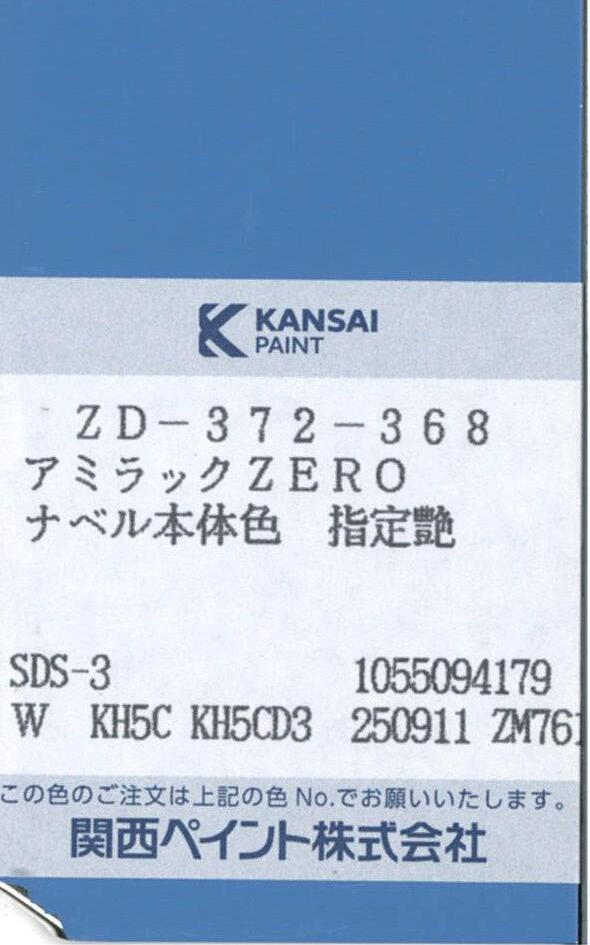 KANSAI
PAINT
ZD-372-368
アミラックZERO
ナベル本体色　指定艶
SDS-3 1055094179
W KH5C KH5CD3 250911 ZM761
この色のご注文は上記の色No.でお願いいたします。
関西ペイント株式会社